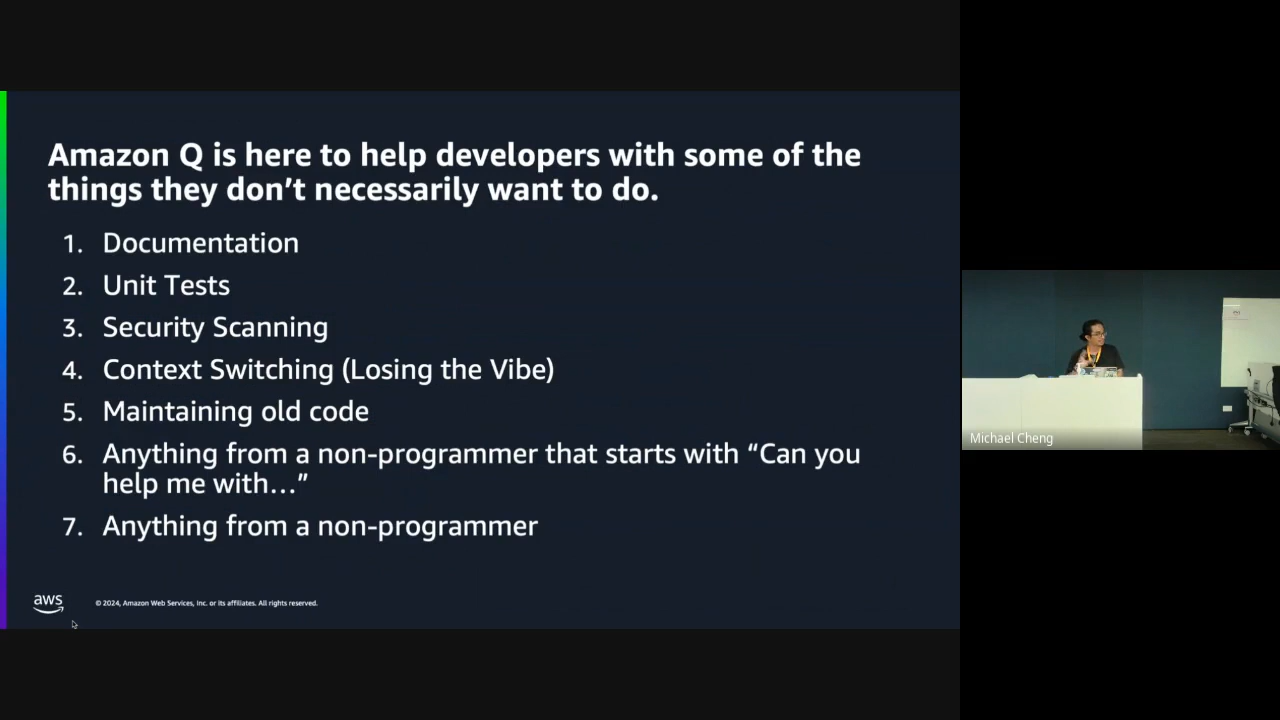 Amazon Q is here to help developers with some of the
things they don’t necessarily want to do.
1. Documentation
2. Unit Tests
3. Security Scanning
4. Context Switching (Losing the Vibe)
5. Maintaining old code
6. Anything from a non-programmer that starts with “Can you
help me with…”
7. Anything from a non-programmer
aws
© 2024, Amazon Web Services, Inc. or its affiliates. All rights reserved.
Michael Cheng